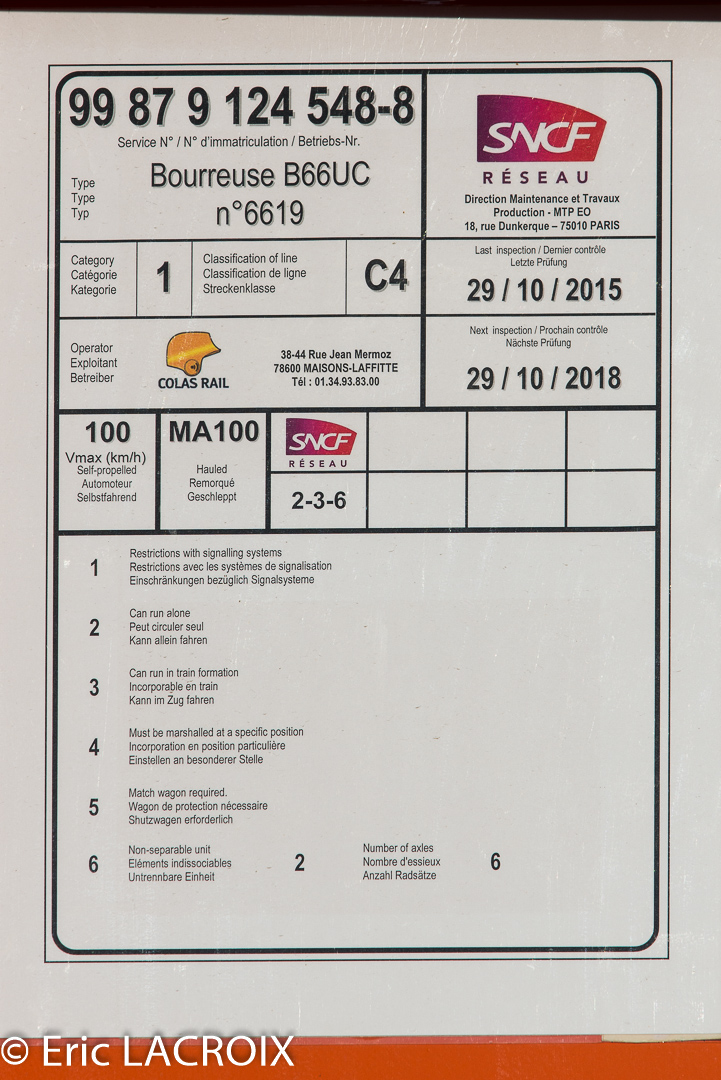 99 87 9 124 548-8
Service N° / N° d'immatriculation / Betriebs-Nr.
Type
Type
Typ
Bourreuse B66UC
n°6619
SNCF
RÉSEAU
Direction Maintenance et Travaux
Production - MTP EO
18, rue Dunkerque – 75010 PARIS
Category
Catégorie
Kategorie
1
Classification of line
Classification de ligne
Streckenklasse
C4
Last inspection / Dernier contrôle
Letzte Prüfung
29 / 10 / 2015
Operator
Exploitant
Betreiber
COLAS RAIL
38-44 Rue Jean Mermoz
78600 MAISONS-LAFFITTE
Tél : 01.34.93.83.00
Next inspection / Prochain contrôle
Nächste Prüfung
29 / 10 / 2018
100
Vmax (km/h)
Self-propelled
Automoteur
Selbstfahrend
MA100
Hauled
Remorqué
Geschleppt
SNCF
RÉSEAU
2-3-6
1
Restrictions with signalling systems
Restrictions avec les systèmes de signalisation
Einschränkungen bezüglich Signalsysteme
2
Can run alone
Peut circuler seul
Kann allein fahren
3
Can run in train formation
Incorporable en train
Kann im Zug fahren
4
Must be marshalled at a specific position
Incorporation en position particulière
Einstellen an besonderer Stelle
5
Match wagon required.
Wagon de protection nécessaire
Shutzwagen erforderlich
6
Non-separable unit
Eléments indissociables
Untrennbare Einheit
2
Number of axles
Nombre d'essieux
Anzahl Radsätze
6
© Eric LACROIX